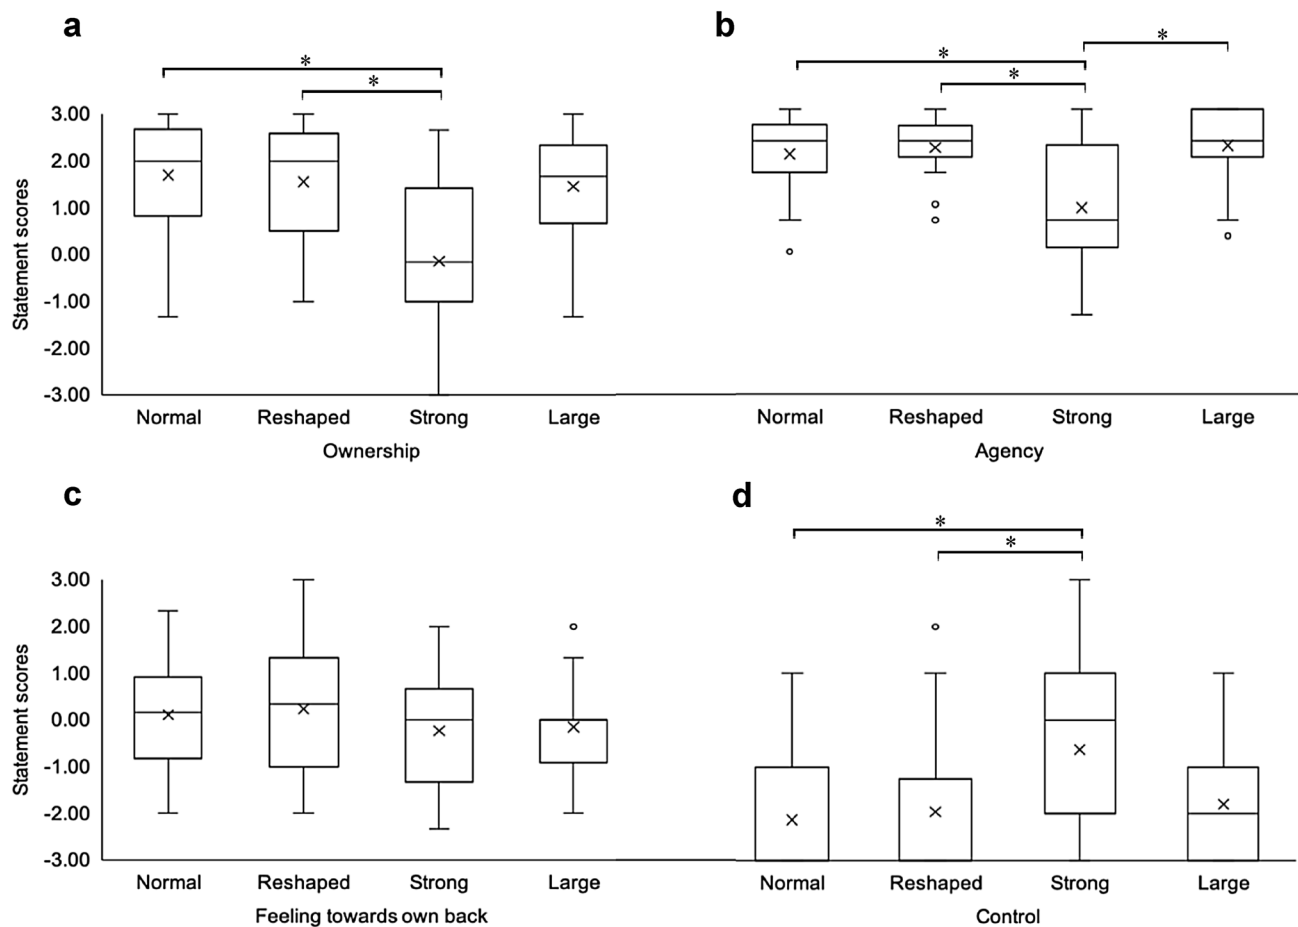 a
b
*
*
*
*
*
3.00
2.00
1.00
0.00
-1.00
-2.00
-3.00
Statement scores
Normal Reshaped Strong Large
Ownership
Normal Reshaped Strong Large
Agency
c
d
*
*
3.00
2.00
1.00
0.00
-1.00
-2.00
-3.00
Statement scores
Normal Reshaped Strong Large
Feeling towards own back
Normal Reshaped Strong Large
Control